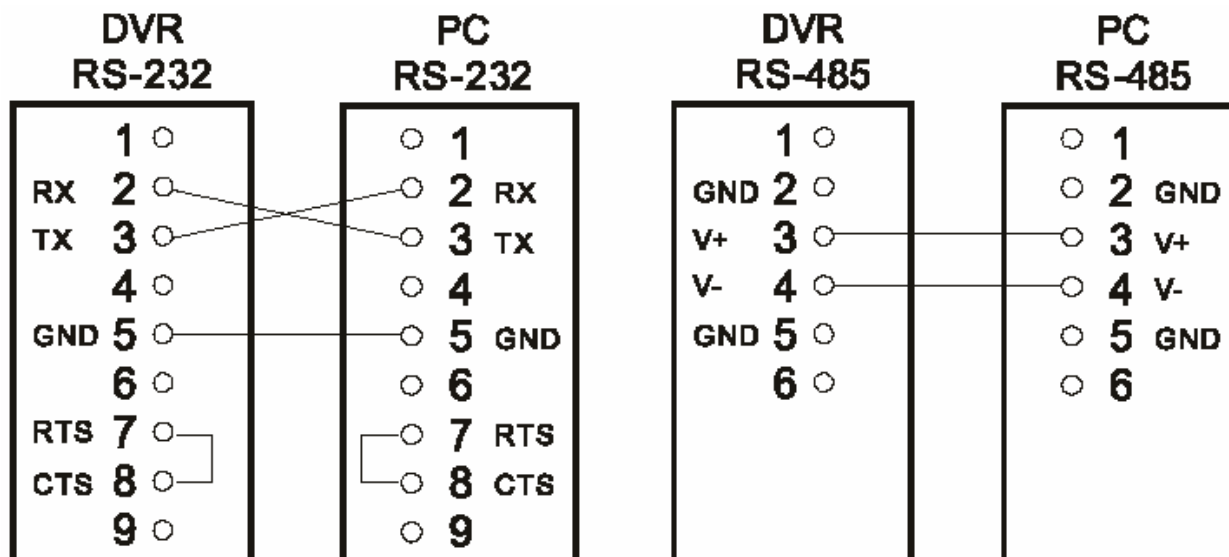 DVR
RS-232
1
RX 2
TX 3
4
GND 5
6
RTS 7
CTS 8
9
PC
RS-232
1
2 RX
3 TX
4
5 GND
6
7 RTS
8 CTS
9
DVR
RS-485
1
GND 2
V+ 3
V- 4
GND 5
6
PC
RS-485
1
2 GND
3 V+
4 V-
5 GND
6